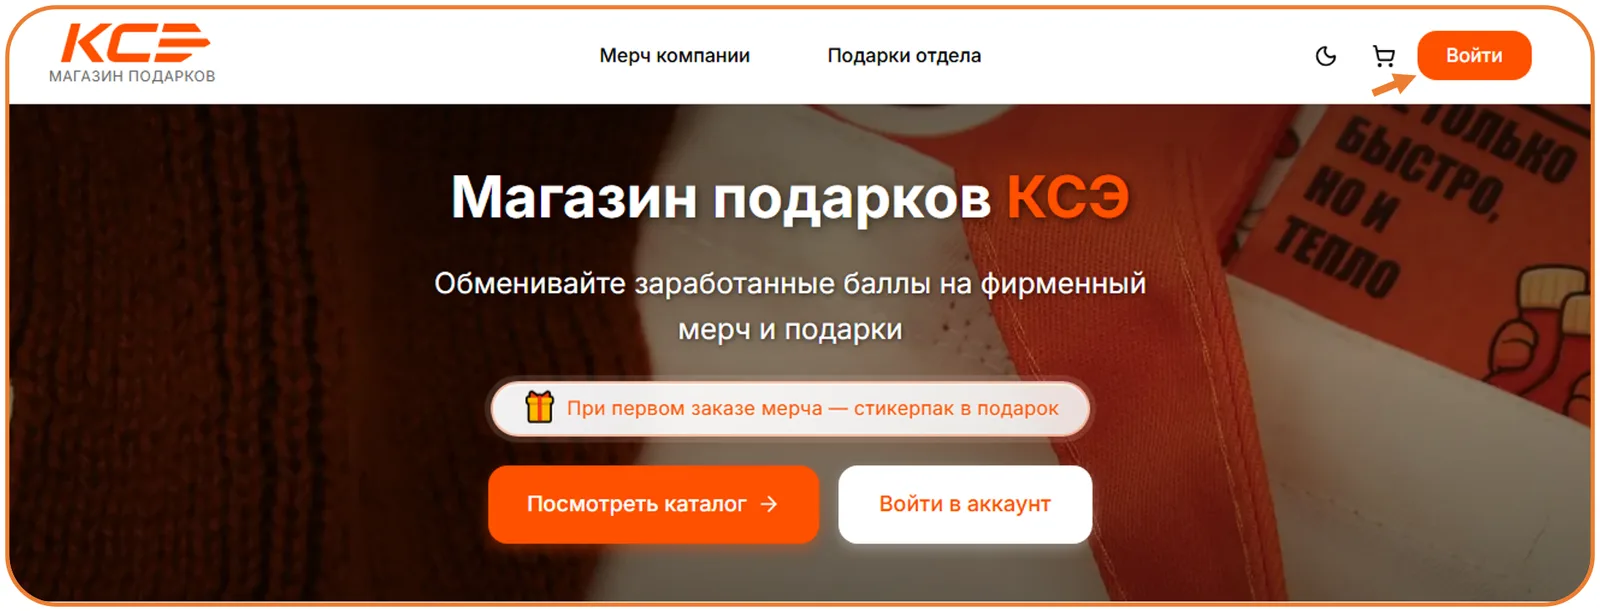 КСЭ
МАГАЗИН ПОДАРКОВ
Мерч компании
Подарки отдела
Войти
Магазин подарков КСЭ
Обменивайте заработанные баллы на фирменный
мерч и подарки
При первом заказе мерча — стикерпак в подарок
Посмотреть каталог →
Войти в аккаунт
ТОЛЬКО
БЫСТРО,
НО И
ТЕПЛО